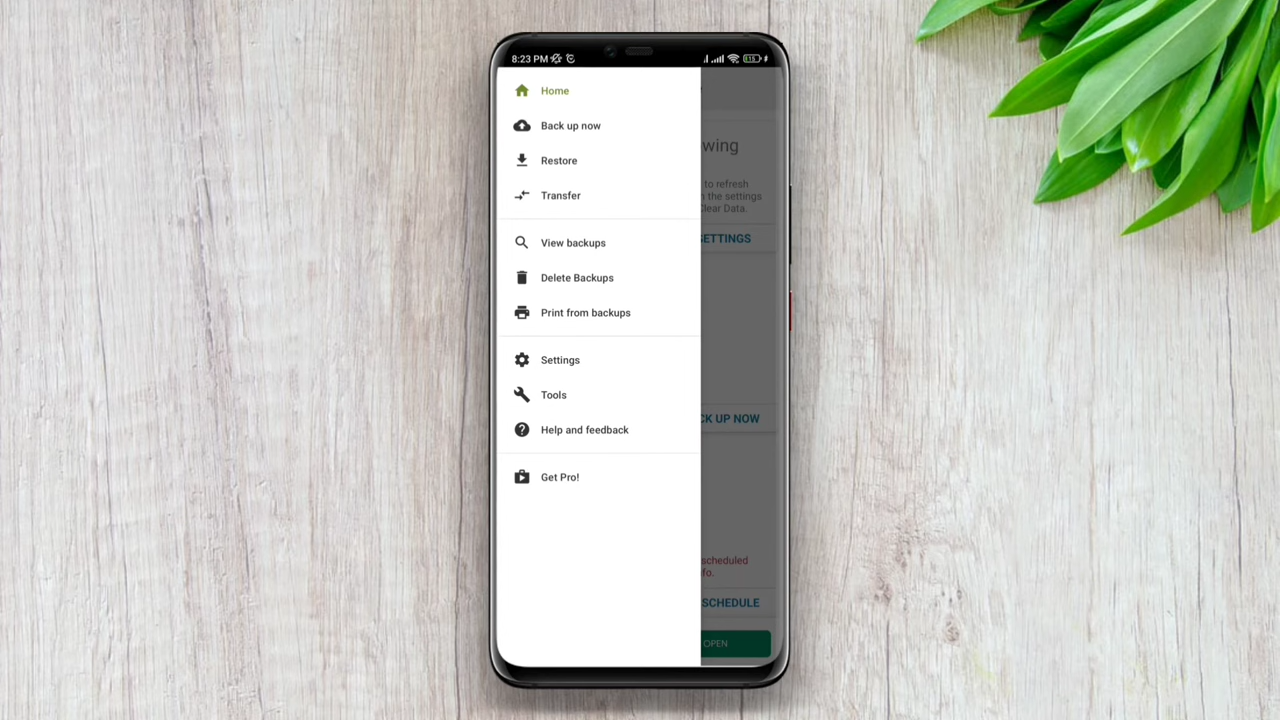 8:23 PM
Home
Back up now
Restore
Transfer
View backups
Delete Backups
Print from backups
Settings
Tools
Help and feedback
Get Pro!
wing
to refresh
the settings
Clear Data.
SETTINGS
CK UP NOW
scheduled
fo.
SCHEDULE
OPEN